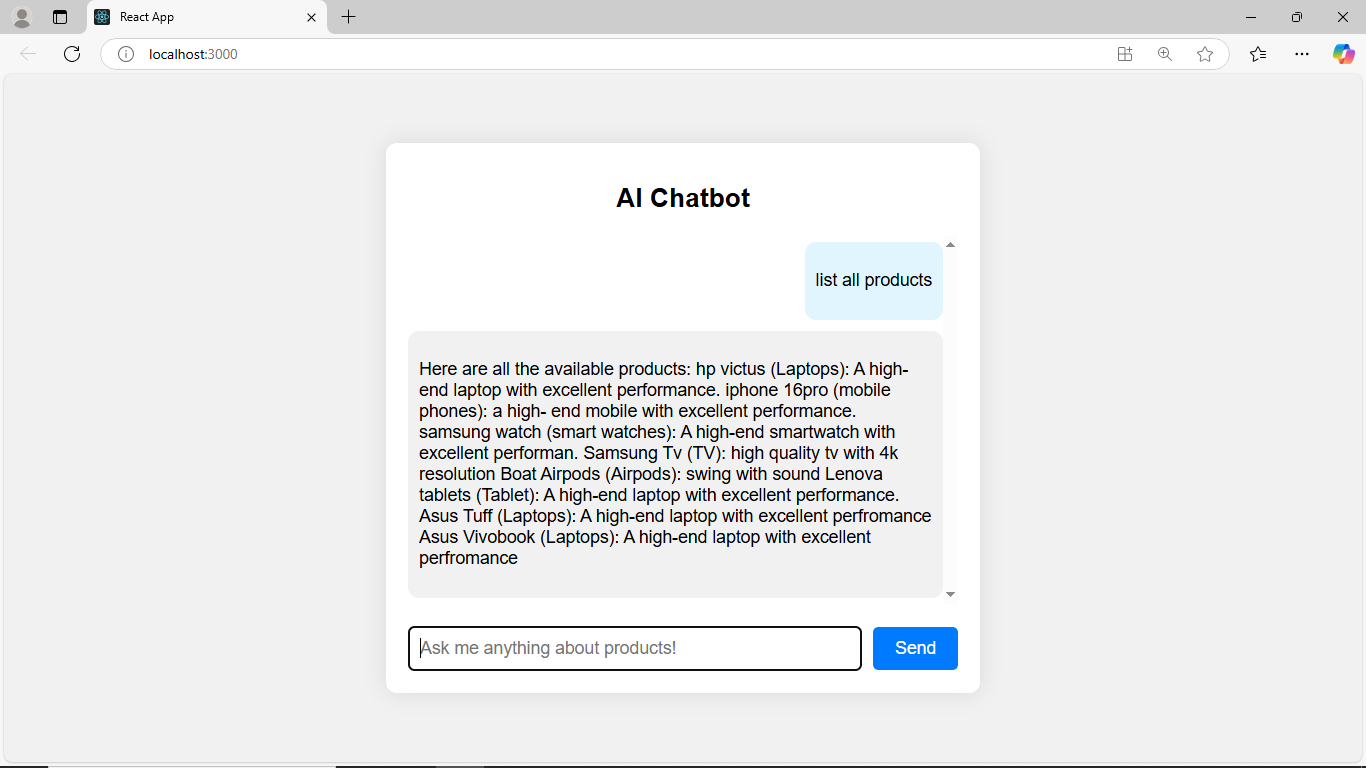 React App
localhost:3000
AI Chatbot
list all products
Here are all the available products: hp victus (Laptops): A high-
end laptop with excellent performance. iphone 16pro (mobile
phones): a high- end mobile with excellent performance.
samsung watch (smart watches): A high-end smartwatch with
excellent performan. Samsung Tv (TV): high quality tv with 4k
resolution Boat Airpods (Airpods): swing with sound Lenova
tablets (Tablet): A high-end laptop with excellent performance.
Asus Tuff (Laptops): A high-end laptop with excellent perfromance
Asus Vivobook (Laptops): A high-end laptop with excellent
perfromance
Ask me anything about products!
Send